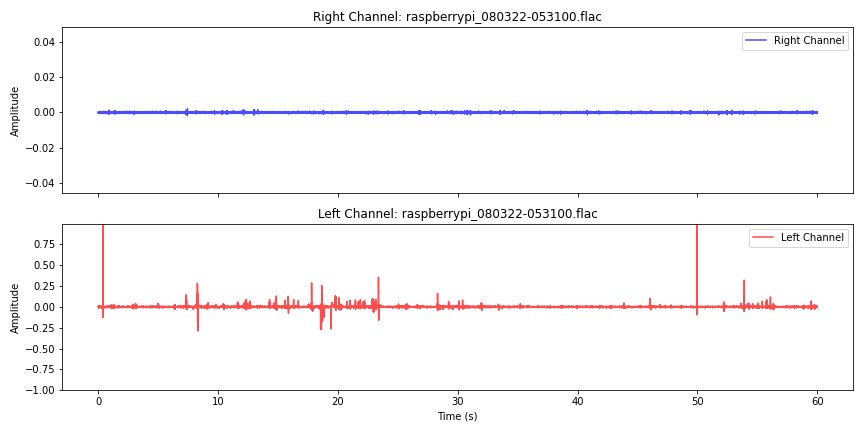 Right Channel: raspberrypi_080322-053100.flac
Right Channel
Amplitude
0.04
0.02
0.00
−0.02
−0.04
Left Channel: raspberrypi_080322-053100.flac
Left Channel
Amplitude
0.75
0.50
0.25
0.00
−0.25
−0.50
−0.75
−1.00
0 10 20 30 40 50 60
Time (s)